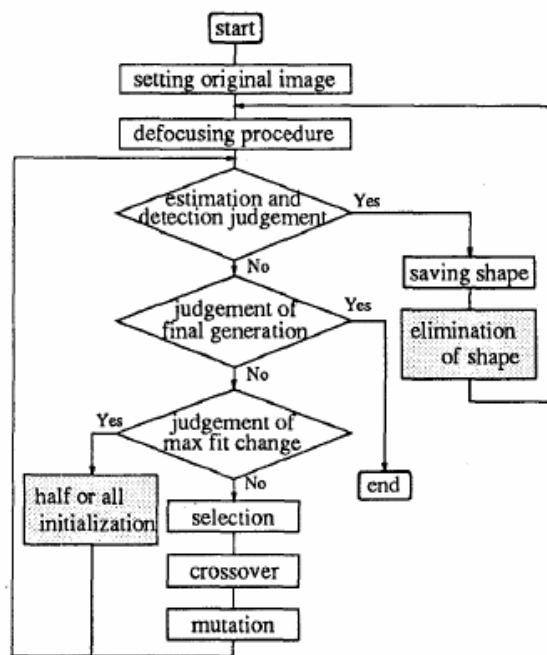 start
setting original image
defocusing procedure
estimation and
detection judgement
Yes
No
saving shape
judgement of
final generation
Yes
elimination
of shape
No
Yes
judgement of
max fit change
No
half or all
initialization
selection
end
crossover
mutation